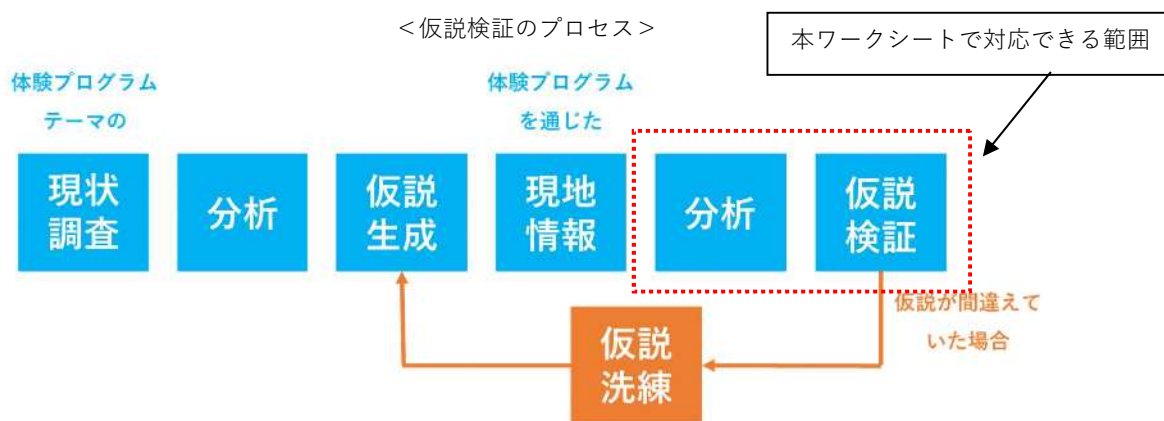 ＜仮説検証のプロセス＞
本ワークシートで対応できる範囲
体験プログラム
テーマの
体験プログラム
を通じた
現状
調査
分析
仮説
生成
現地
情報
分析
仮説
検証
仮説が間違えて
いた場合
仮説
洗練